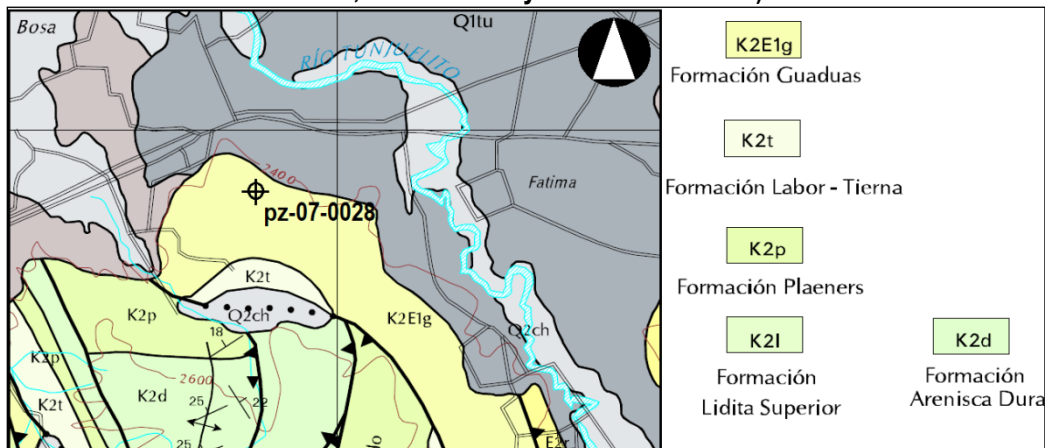 Bosa
Q1tu
RÍO TUNJUELITO
2400
Fatima
pz-07-0028
K2t
K2p
Q2ch
K2E1g
Q2ch
18
K2p
2600
K2d
25
22
K2t
25
E2r
K2E1g
Formación Guaduas
K2t
Formación Labor - Tierna
K2p
Formación Plaeners
K2l
Formación
Lidita Superior
K2d
Formación
Arenisca Dura